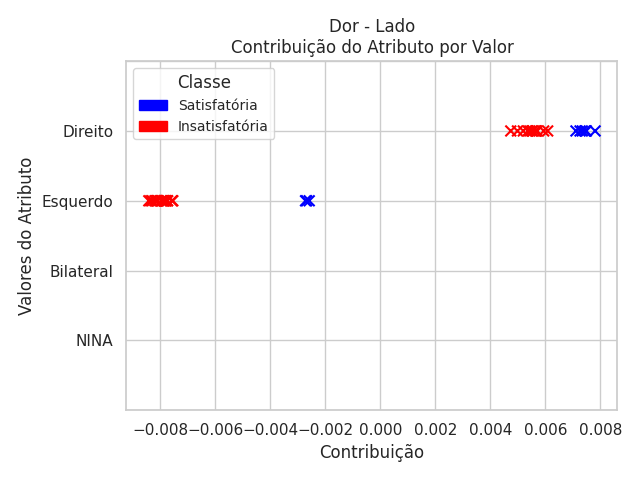 Dor - Lado
Contribuição do Atributo por Valor
Classe
Satisfatória
Insatisfatória
Valores do Atributo
Direito
Esquerdo
Bilateral
NINA
−0.008 −0.006 −0.004 −0.002 0.000 0.002 0.004 0.006 0.008
Contribuição